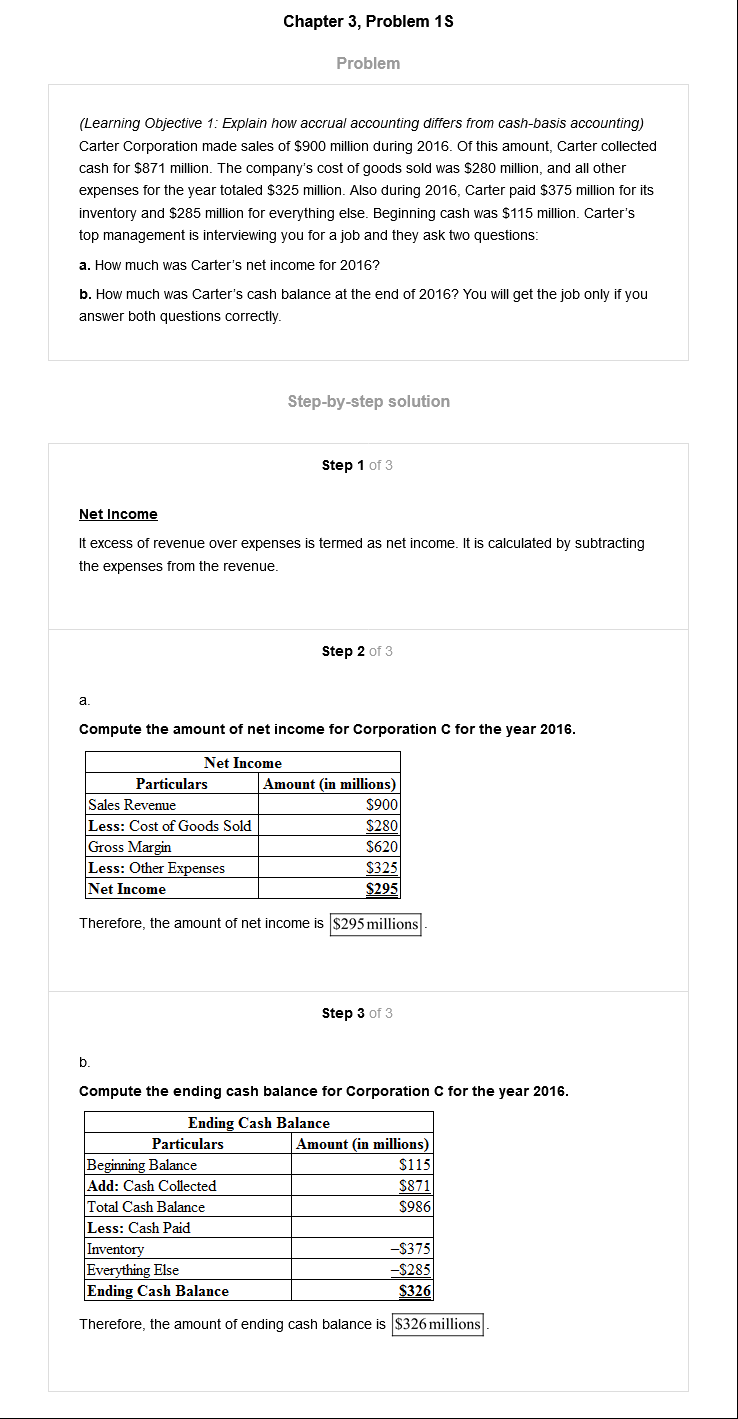 Chapter 3, Problem 1S
Problem
(Learning Objective 1: Explain how accrual accounting differs from cash-basis accounting)
Carter Corporation made sales of $900 million during 2016. Of this amount, Carter collected
cash for $871 million. The company's cost of goods sold was $280 million, and all other
expenses for the year totaled $325 million. Also during 2016, Carter paid $375 million for its
inventory and $285 million for everything else. Beginning cash was $115 million. Carter's
top management is interviewing you for a job and they ask two questions:
a. How much was Carter's net income for 2016?
b. How much was Carter's cash balance at the end of 2016? You will get the job only if you
answer both questions correctly.
Step-by-step solution
Step 1 of 3
Net Income
It excess of revenue over expenses is termed as net income. It is calculated by subtracting
the expenses from the revenue.
Step 2 of 3
a.
Compute the amount of net income for Corporation C for the year 2016.
Net Income
Particulars Amount (in millions)
Sales Revenue $900
Less: Cost of Goods Sold $280
Gross Margin $620
Less: Other Expenses $325
Net Income $295
Therefore, the amount of net income is $295 millions.
Step 3 of 3
b.
Compute the ending cash balance for Corporation C for the year 2016.
Ending Cash Balance
Particulars Amount (in millions)
Beginning Balance $115
Add: Cash Collected $871
Total Cash Balance $986
Less: Cash Paid
Inventory –$375
Everything Else –$285
Ending Cash Balance $326
Therefore, the amount of ending cash balance is $326 millions.